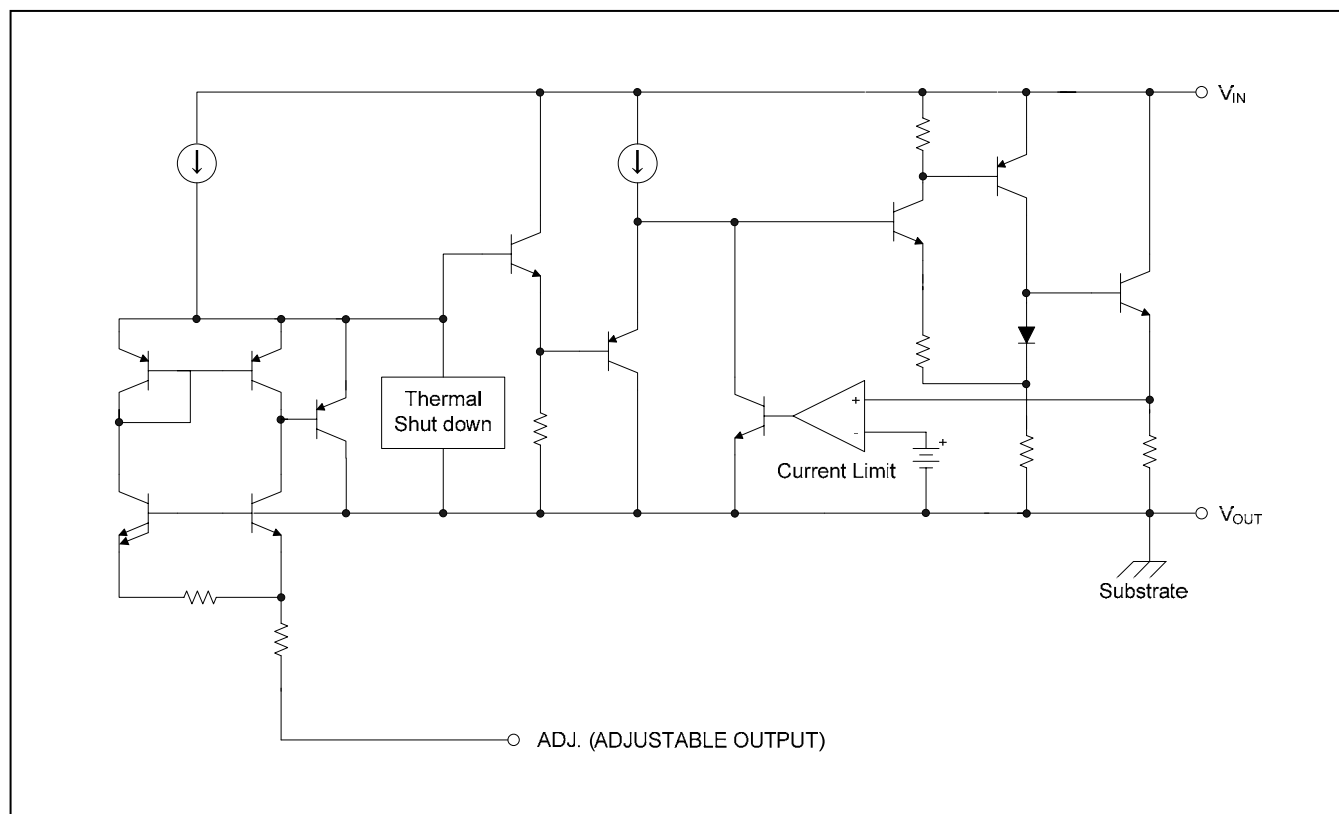 V_IN
Thermal
Shut down
+
-
+
Current Limit
V_OUT
Substrate
ADJ. (ADJUSTABLE OUTPUT)